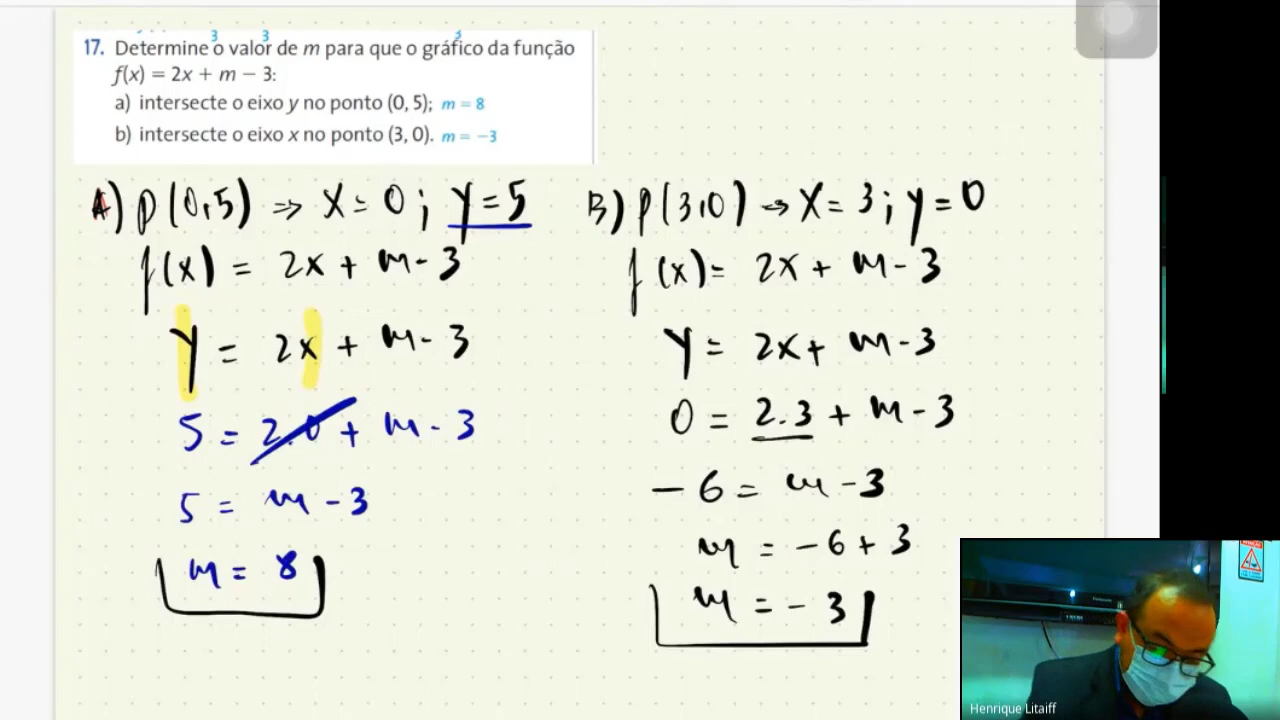 17. Determine o valor de m para que o gráfico da função
f(x) = 2x + m − 3:
a) intersecte o eixo y no ponto (0, 5); m = 8
b) intersecte o eixo x no ponto (3, 0). m = −3
A) P(0,5) ⇒ X = 0; Y = 5
f(x) = 2x + m - 3
y = 2x + m - 3
5 = 2.0 + m - 3
5 = m - 3
m = 8
B) P(3,0) → X = 3; y = 0
f(x) = 2x + m - 3
y = 2x + m - 3
0 = 2.3 + m - 3
- 6 = m - 3
m = - 6 + 3
m = - 3
Henrique Litaiff